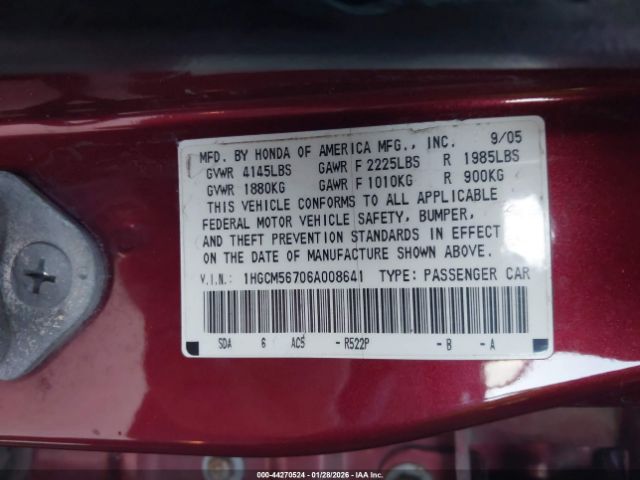 MFD. BY HONDA OF AMERICA MFG., INC. 9/05
GVWR 4145LBS GAWR F 2225LBS R 1985LBS
GVWR 1880KG GAWR F 1010KG R 900KG
THIS VEHICLE CONFORMS TO ALL APPLICABLE
FEDERAL MOTOR VEHICLE SAFETY, BUMPER,
AND THEFT PREVENTION STANDARDS IN EFFECT
ON THE DATE OF MANUFACTURE SHOWN ABOVE.
V.I.N.: 1HGCM56706A008641 TYPE: PASSENGER CAR
SDA 6 AC5 - R522P - B - A
000-44270524 | 01/28/2026 - IAAI.COM